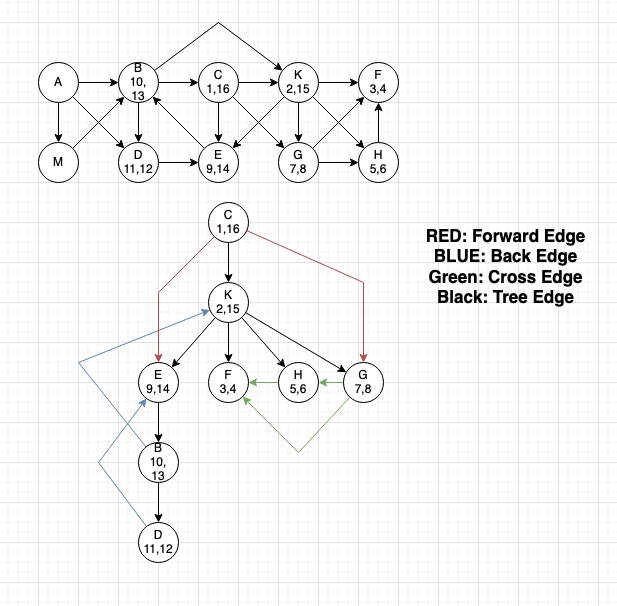 B
A
10,
13
C
1,16
K
2,15
F
3,4
M
D
11,12
E
9,14
G
7,8
H
5,6
C
1,16
RED: Forward Edge
BLUE: Back Edge
Green: Cross Edge
Black: Tree Edge
K
2,15
E
9,14
F
3,4
H
5,6
G
7,8
B
10,
13
D
11,12